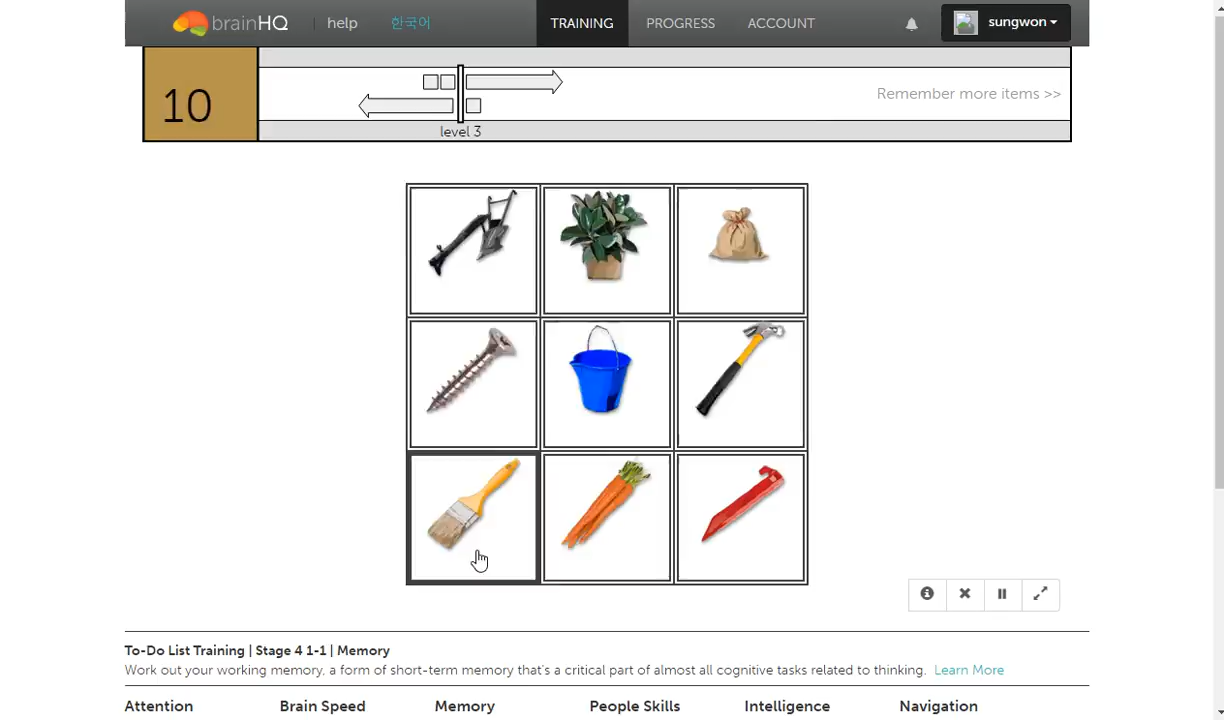 brainHQ help 한국어 TRAINING PROGRESS ACCOUNT sungwon
10
Remember more items >>
level 3
To-Do List Training | Stage 4 1-1 | Memory
Work out your working memory, a form of short-term memory that's a critical part of almost all cognitive tasks related to thinking. Learn More
Attention Brain Speed Memory People Skills Intelligence Navigation